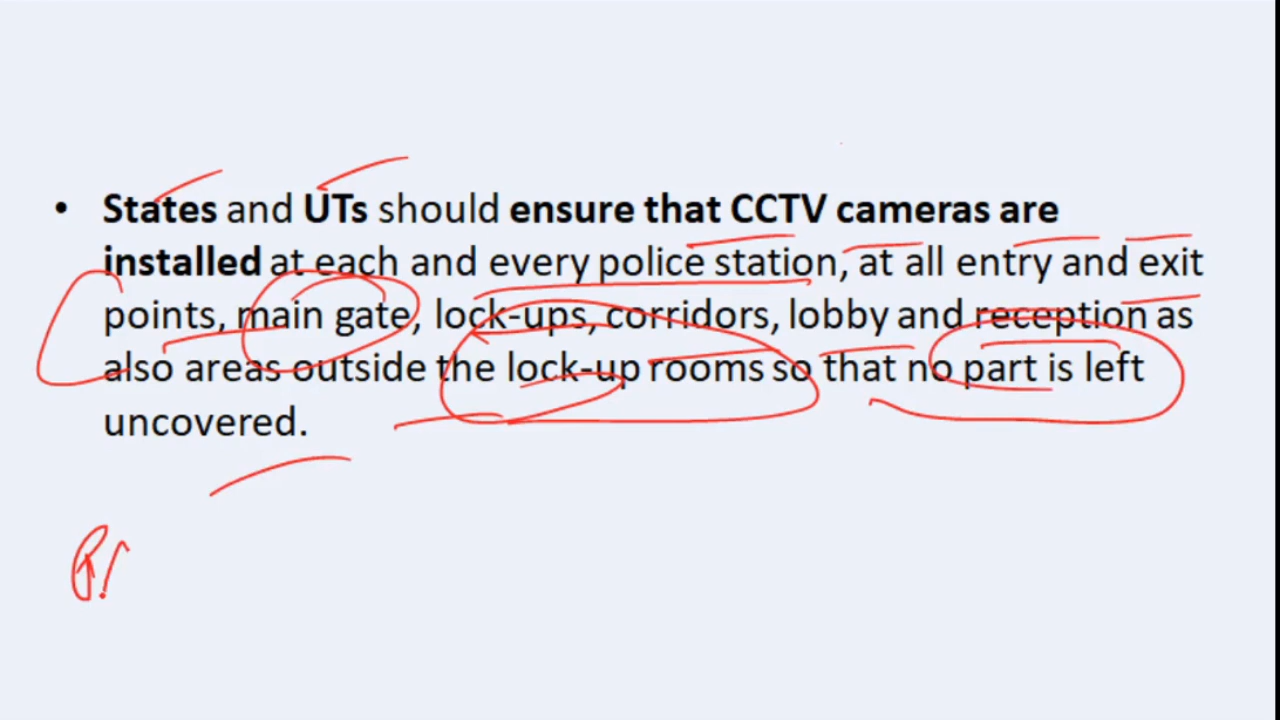 • States and UTs should ensure that CCTV cameras are
installed at each and every police station, at all entry and exit
points, main gate, lock-ups, corridors, lobby and reception as
also areas outside the lock-up rooms so that no part is left
uncovered.